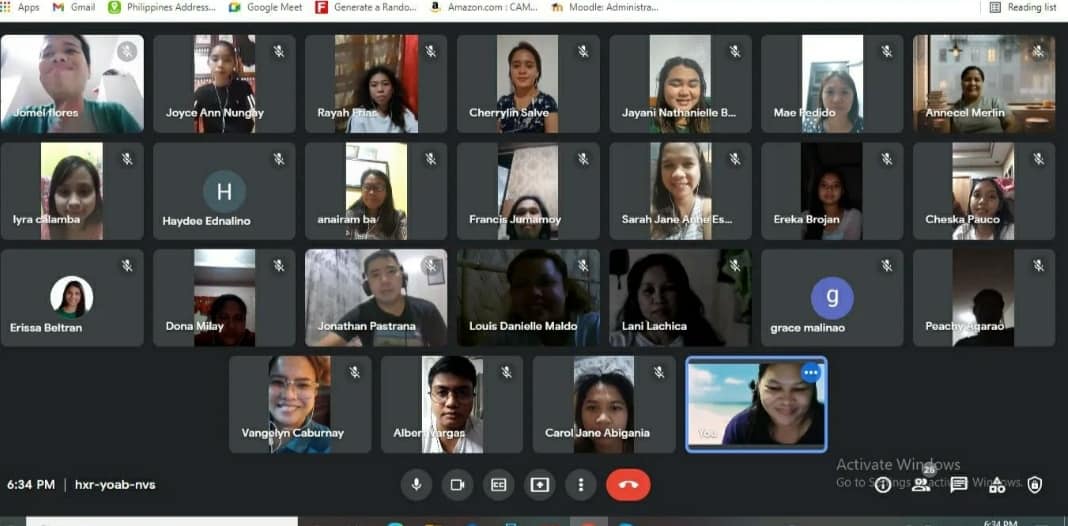 Apps Gmail Philippines Address... Google Meet Generate a Rando... Amazon.com : CAM... Moodle: Administra... Reading list
Jomel flores Joyce Ann Nungay Rayah Frias Cherrylin Salve Jayani Nathanielle B... Mae Pedido Annecel Merlin
H
lyra calamba Haydee Ednalino anairam ba Francis Jumamoy Sarah Jane Anne Es... Ereka Brojan Cheska Pauco
g
Erissa Beltran Dona Milay Jonathan Pastrana Louis Danielle Maldo Lani Lachica grace malinao Peachy Agarao
Vangelyn Caburnay Albert Vargas Carol Jane Abigania You
Activate Windows
Go to Settings to activate Windows.
6:34 PM | hxr-yoab-nvs CC 26
6:34 PM